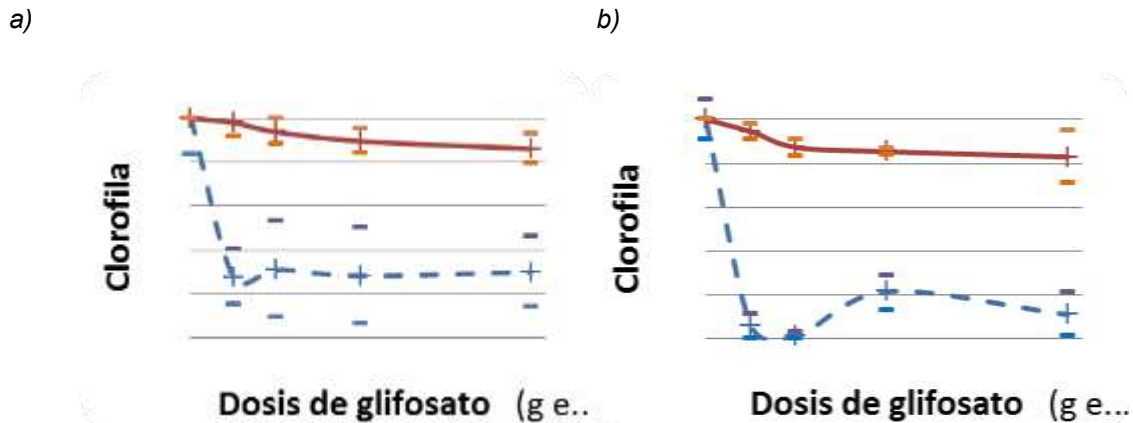 a)
b)
Clorofila
Clorofila
Dosis de glifosato (g e..
Dosis de glifosato (g e...